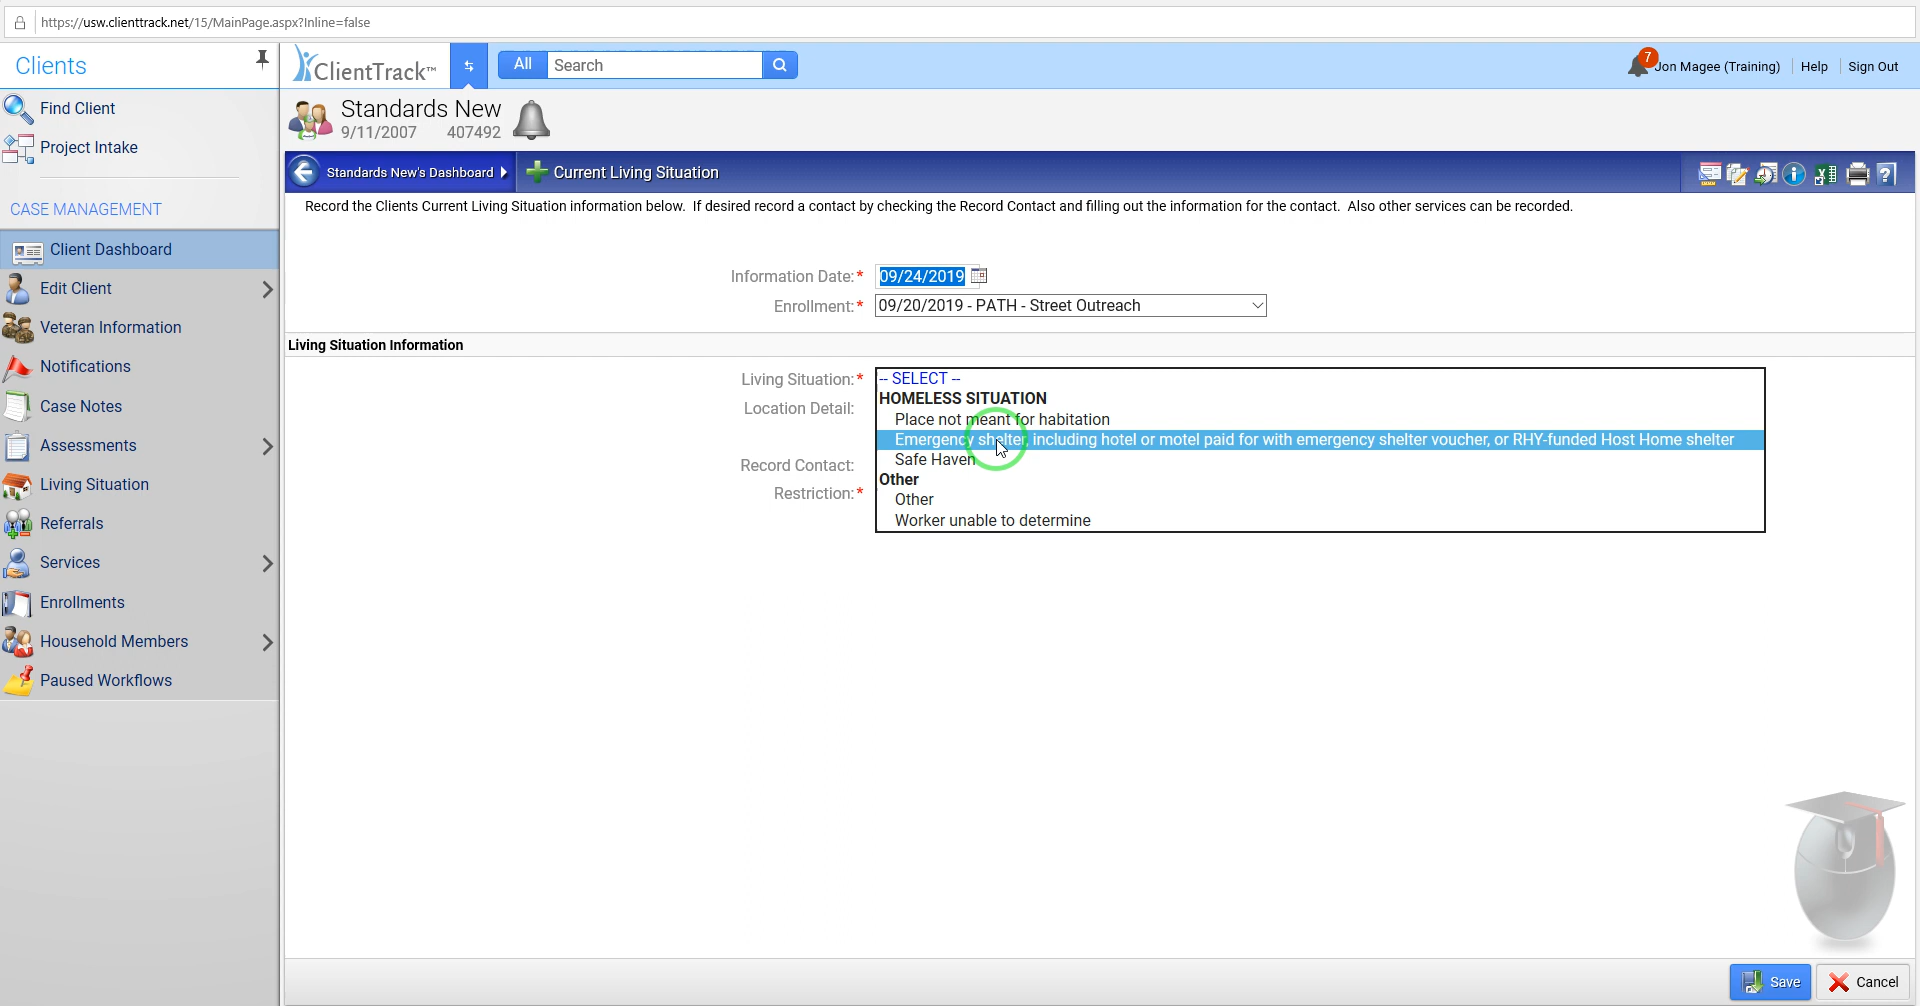 https://usw.clienttrack.net/15/MainPage.aspx?Inline=false
Clients
ClientTrack™
All
Search
7
Jon Magee (Training)
Help
Sign Out
Find Client
Project Intake
CASE MANAGEMENT
Client Dashboard
Edit Client
Veteran Information
Notifications
Case Notes
Assessments
Living Situation
Referrals
Services
Enrollments
Household Members
Paused Workflows
Standards New
9/11/2007 407492
Standards New's Dashboard
Current Living Situation
Record the Clients Current Living Situation information below. If desired record a contact by checking the Record Contact and filling out the information for the contact. Also other services can be recorded.
Information Date:* 09/24/2019
Enrollment:* 09/20/2019 - PATH - Street Outreach
Living Situation Information
Living Situation:*
Location Detail:
Record Contact:
Restriction:*
-- SELECT --
HOMELESS SITUATION
Place not meant for habitation
Emergency shelter, including hotel or motel paid for with emergency shelter voucher, or RHY-funded Host Home shelter
Safe Haven
Other
Other
Worker unable to determine
Save
Cancel